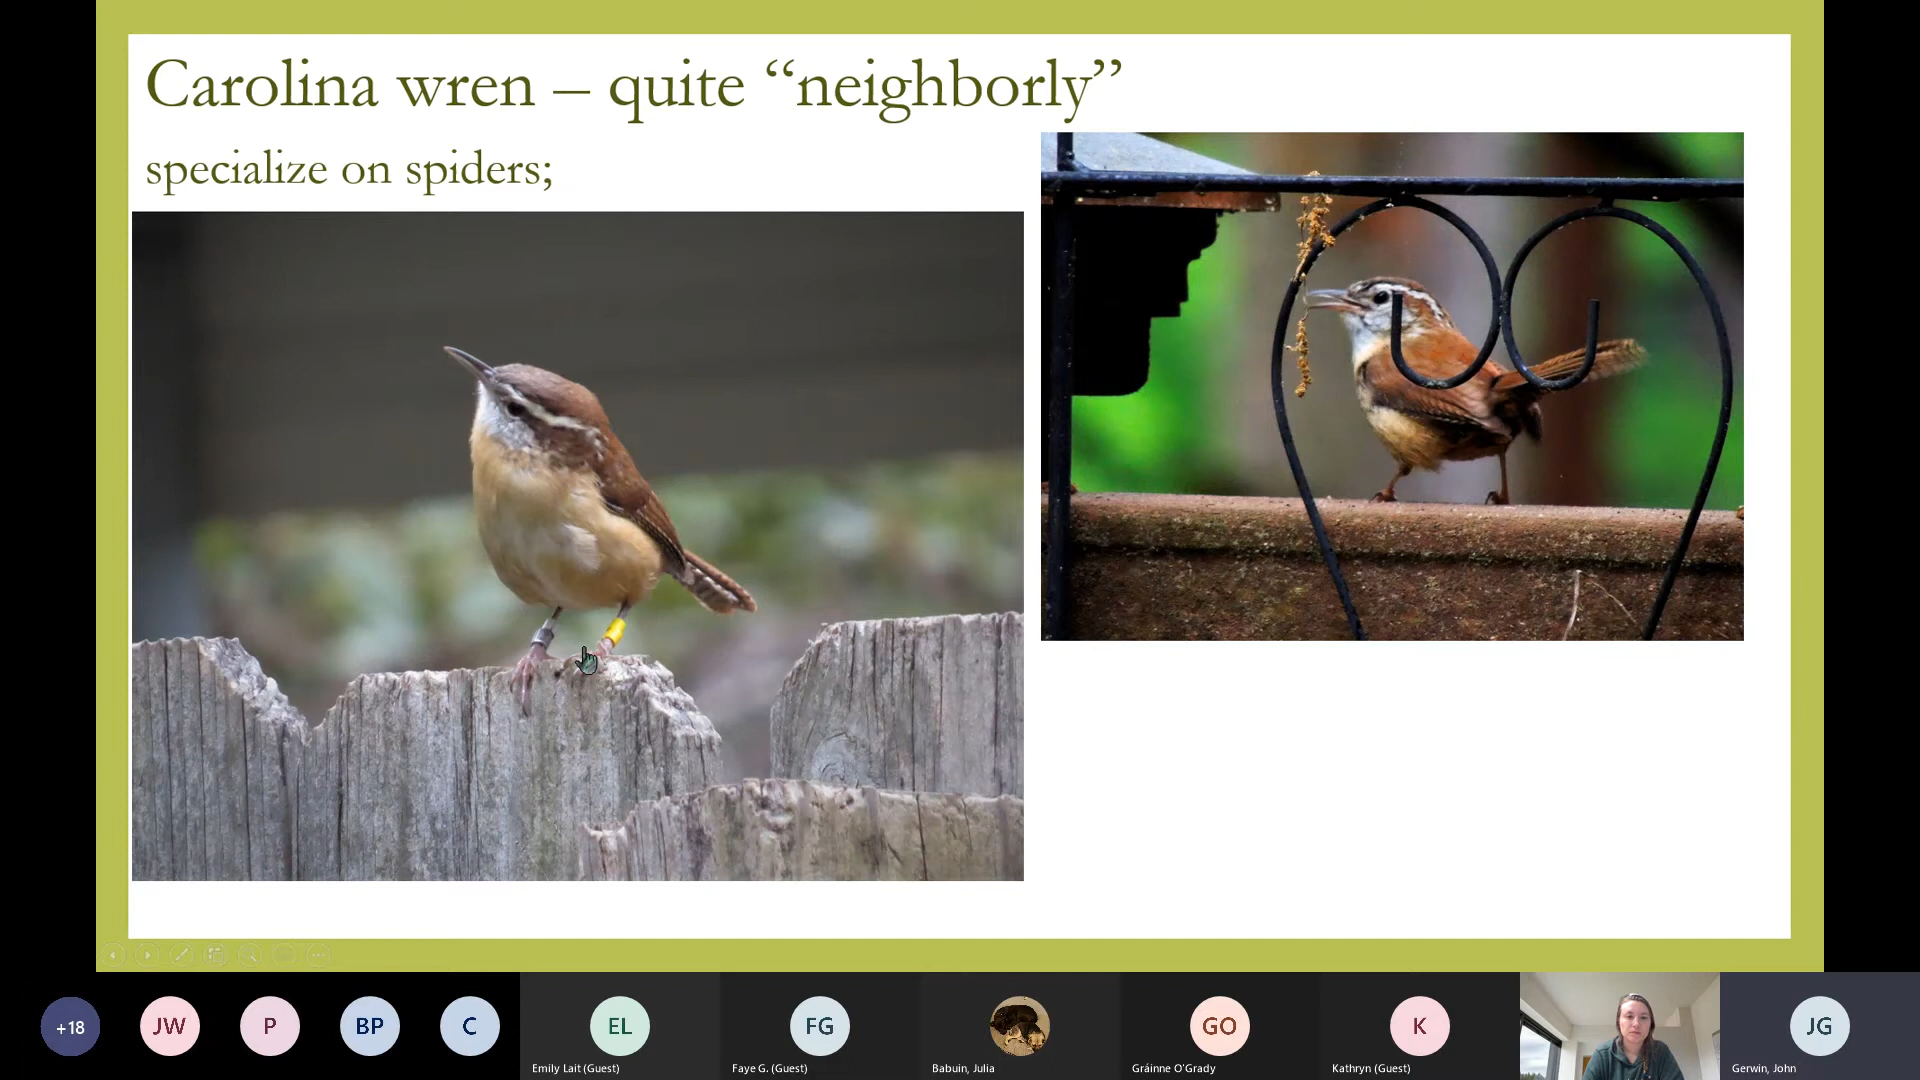 Carolina wren – quite “neighborly”
specialize on spiders;
+18
JW
P
BP
C
EL
FG
GO
K
JG
Emily Lait (Guest)
Faye G. (Guest)
Babuin, Julia
Gráinne O'Grady
Kathryn (Guest)
Gerwin, John